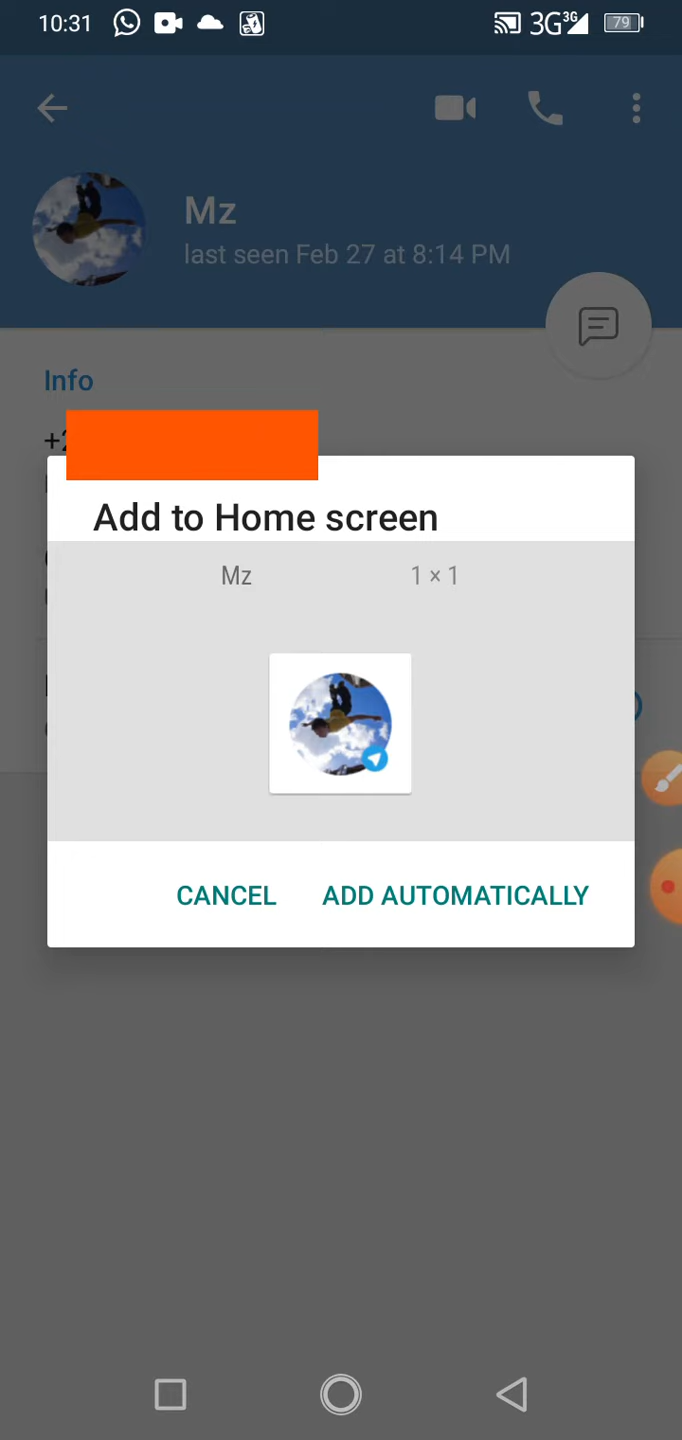 10:31
3G 3G
79
Mz
last seen Feb 27 at 8:14 PM
Info
Add to Home screen
Mz
1 × 1
CANCEL
ADD AUTOMATICALLY